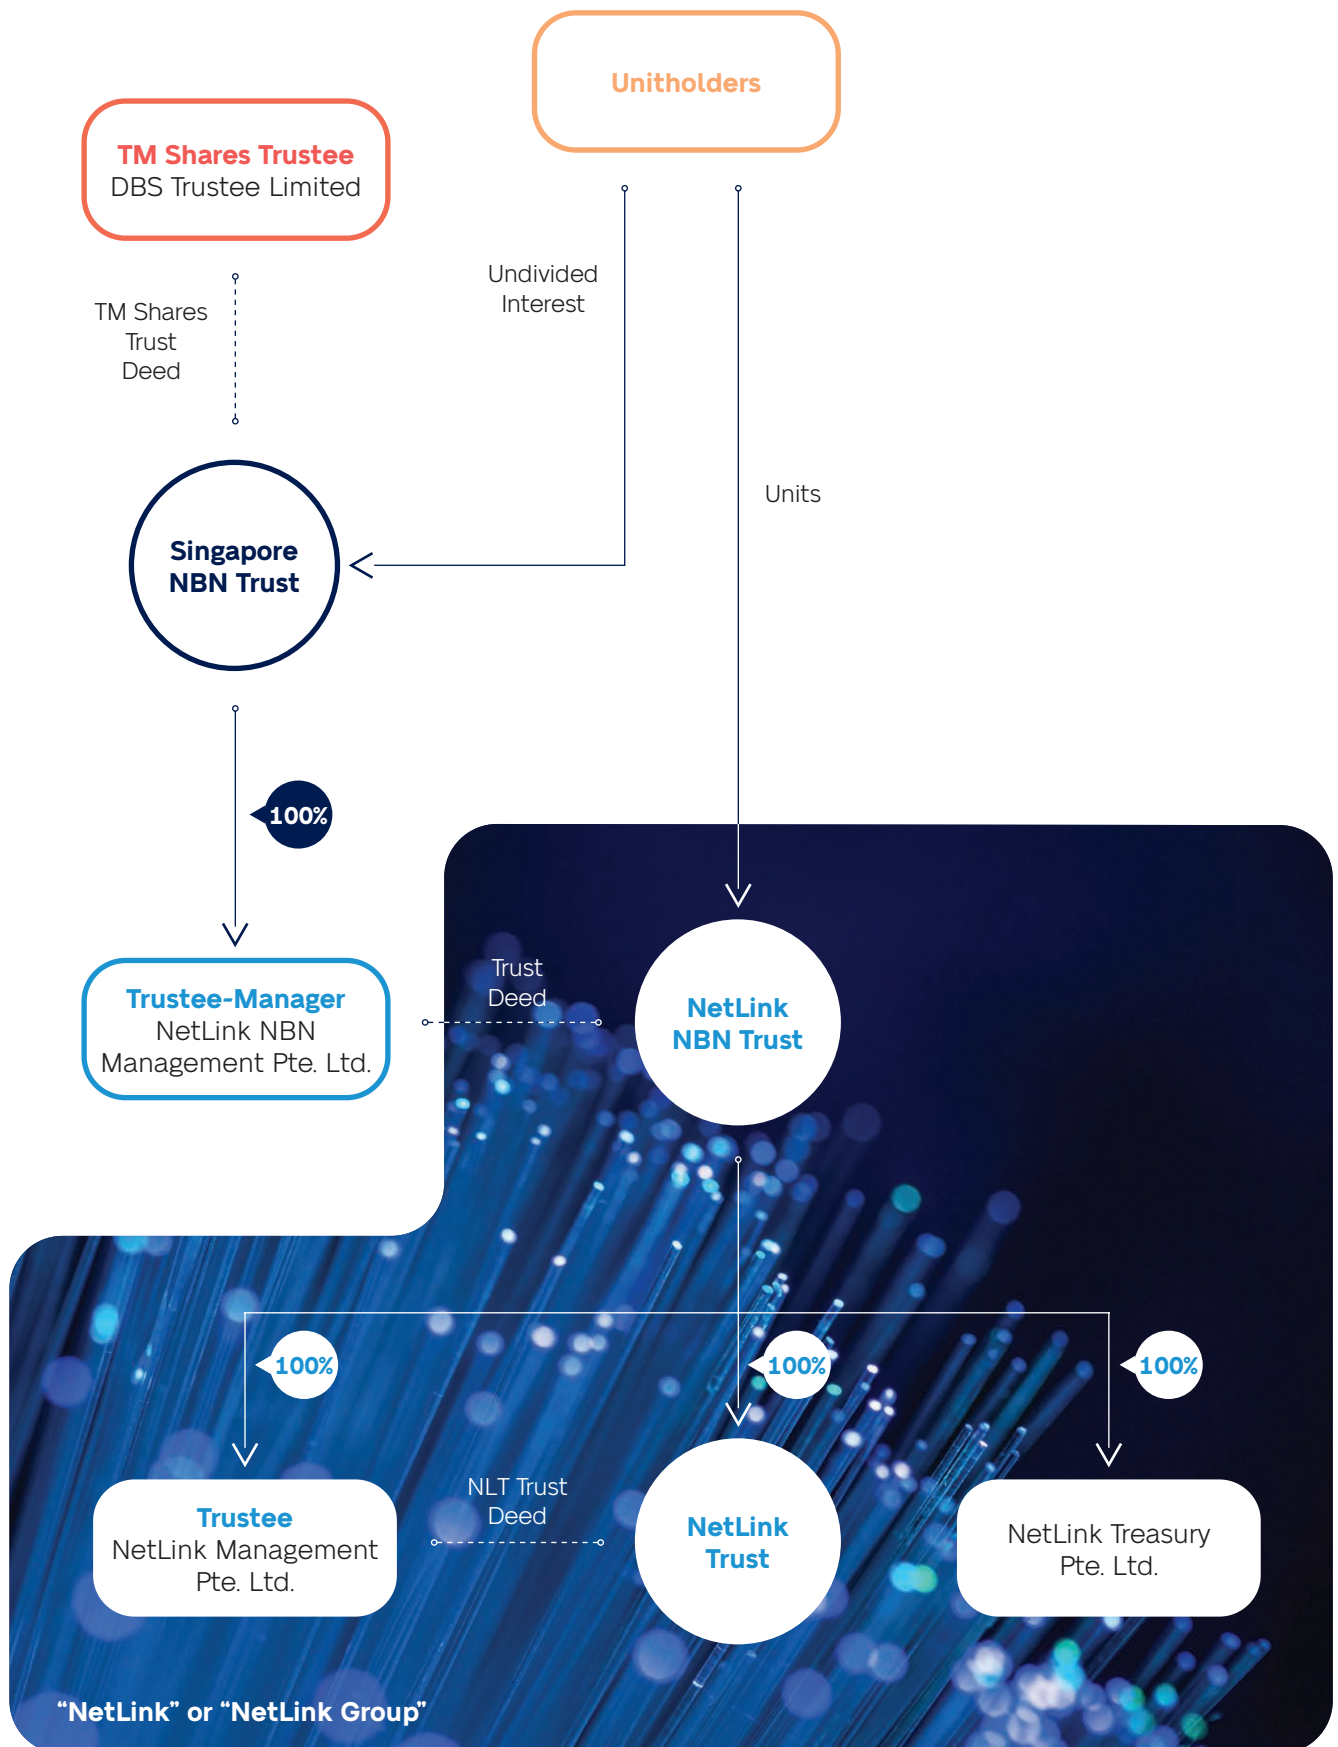 Unitholders
TM Shares Trustee
DBS Trustee Limited
Undivided
Interest
TM Shares
Trust
Deed
Units
Singapore
NBN Trust
100%
Trustee-Manager
NetLink NBN
Management Pte. Ltd.
Trust
Deed
NetLink
NBN Trust
100%
100%
100%
Trustee
NetLink Management
Pte. Ltd.
NLT Trust
Deed
NetLink
Trust
NetLink Treasury
Pte. Ltd.
“NetLink” or “NetLink Group”